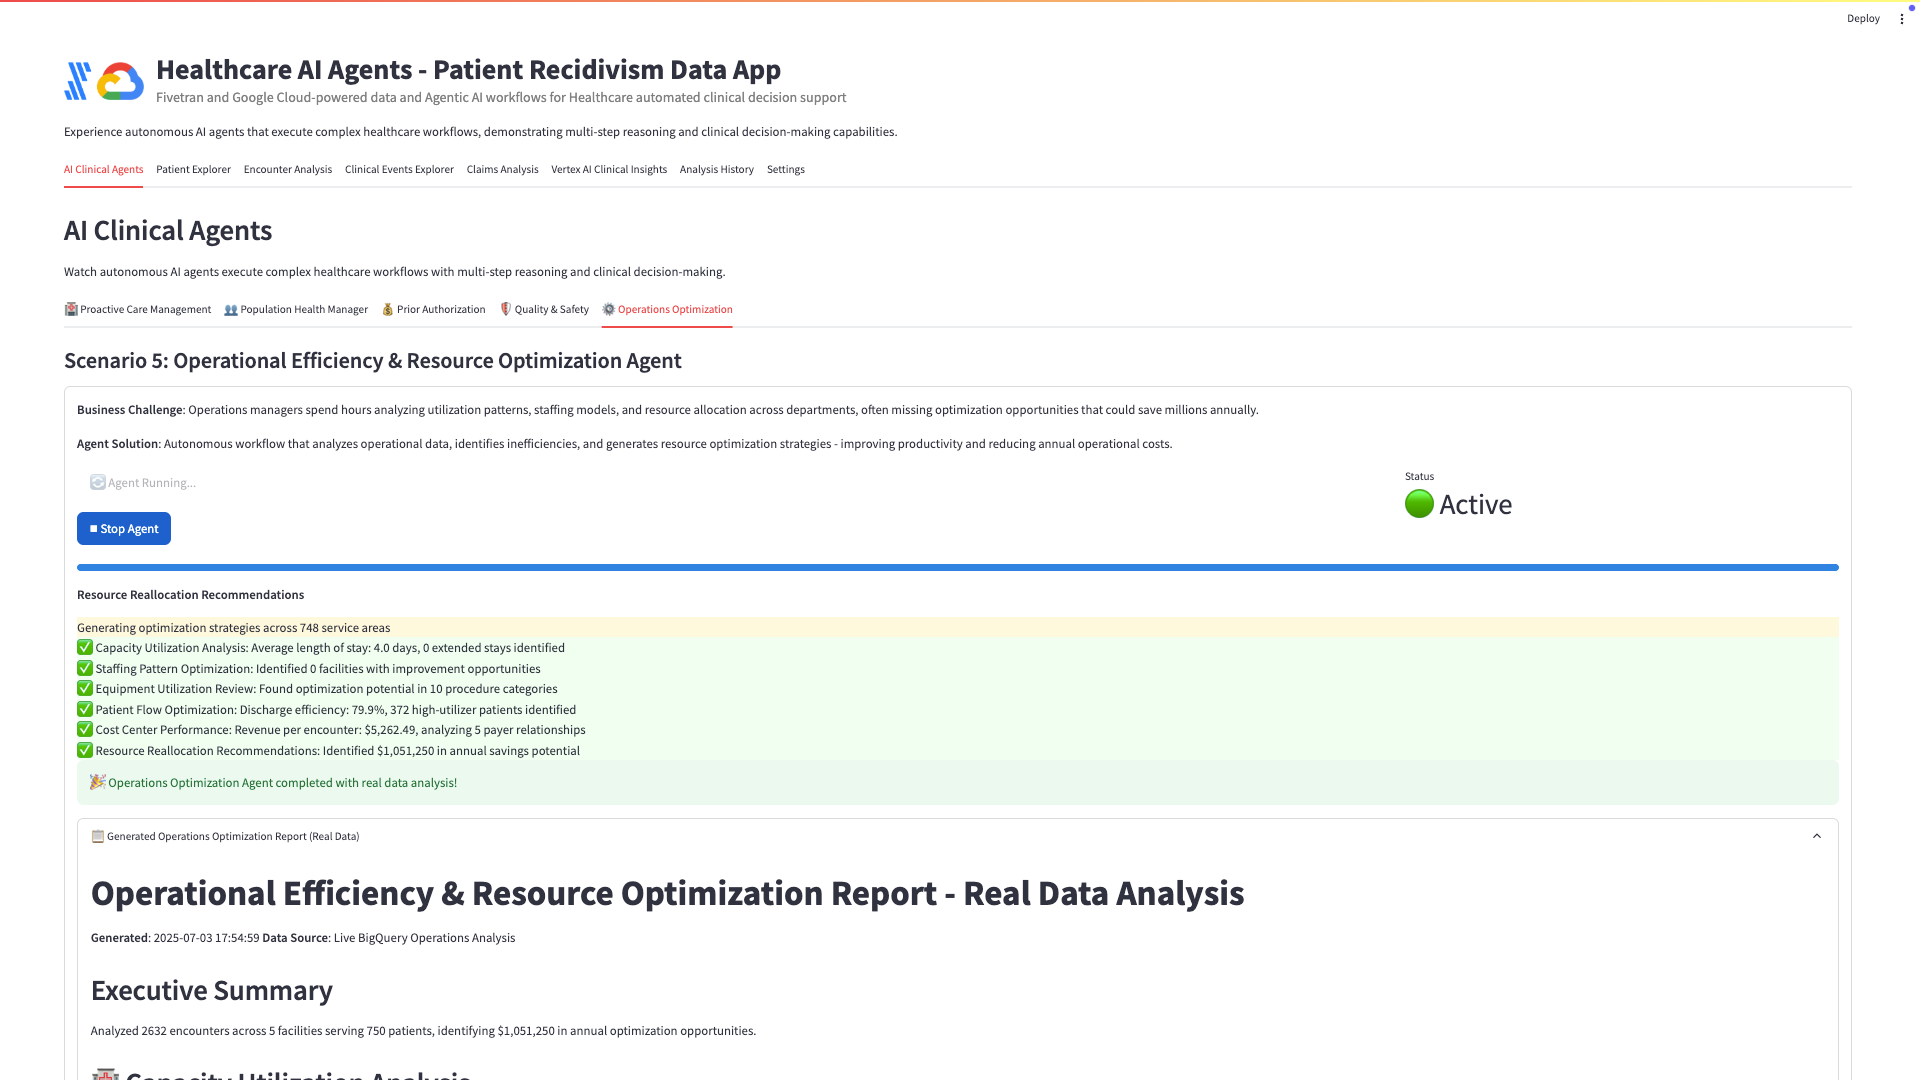 Deploy
Healthcare AI Agents - Patient Recidivism Data App
Fivetran and Google Cloud-powered data and Agentic AI workflows for Healthcare automated clinical decision support
Experience autonomous AI agents that execute complex healthcare workflows, demonstrating multi-step reasoning and clinical decision-making capabilities.
AI Clinical Agents Patient Explorer Encounter Analysis Clinical Events Explorer Claims Analysis Vertex AI Clinical Insights Analysis History Settings
AI Clinical Agents
Watch autonomous AI agents execute complex healthcare workflows with multi-step reasoning and clinical decision-making.
Proactive Care Management Population Health Manager Prior Authorization Quality & Safety Operations Optimization
Scenario 5: Operational Efficiency & Resource Optimization Agent
Business Challenge: Operations managers spend hours analyzing utilization patterns, staffing models, and resource allocation across departments, often missing optimization opportunities that could save millions annually.
Agent Solution: Autonomous workflow that analyzes operational data, identifies inefficiencies, and generates resource optimization strategies - improving productivity and reducing annual operational costs.
Agent Running...
Status
Active
Stop Agent
Resource Reallocation Recommendations
Generating optimization strategies across 748 service areas
Capacity Utilization Analysis: Average length of stay: 4.0 days, 0 extended stays identified
Staffing Pattern Optimization: Identified 0 facilities with improvement opportunities
Equipment Utilization Review: Found optimization potential in 10 procedure categories
Patient Flow Optimization: Discharge efficiency: 79.9%, 372 high-utilizer patients identified
Cost Center Performance: Revenue per encounter: $5,262.49, analyzing 5 payer relationships
Resource Reallocation Recommendations: Identified $1,051,250 in annual savings potential
Operations Optimization Agent completed with real data analysis!
Generated Operations Optimization Report (Real Data)
Operational Efficiency & Resource Optimization Report - Real Data Analysis
Generated: 2025-07-03 17:54:59 Data Source: Live BigQuery Operations Analysis
Executive Summary
Analyzed 2632 encounters across 5 facilities serving 750 patients, identifying $1,051,250 in annual optimization opportunities.
Capacity Utilization Analysis